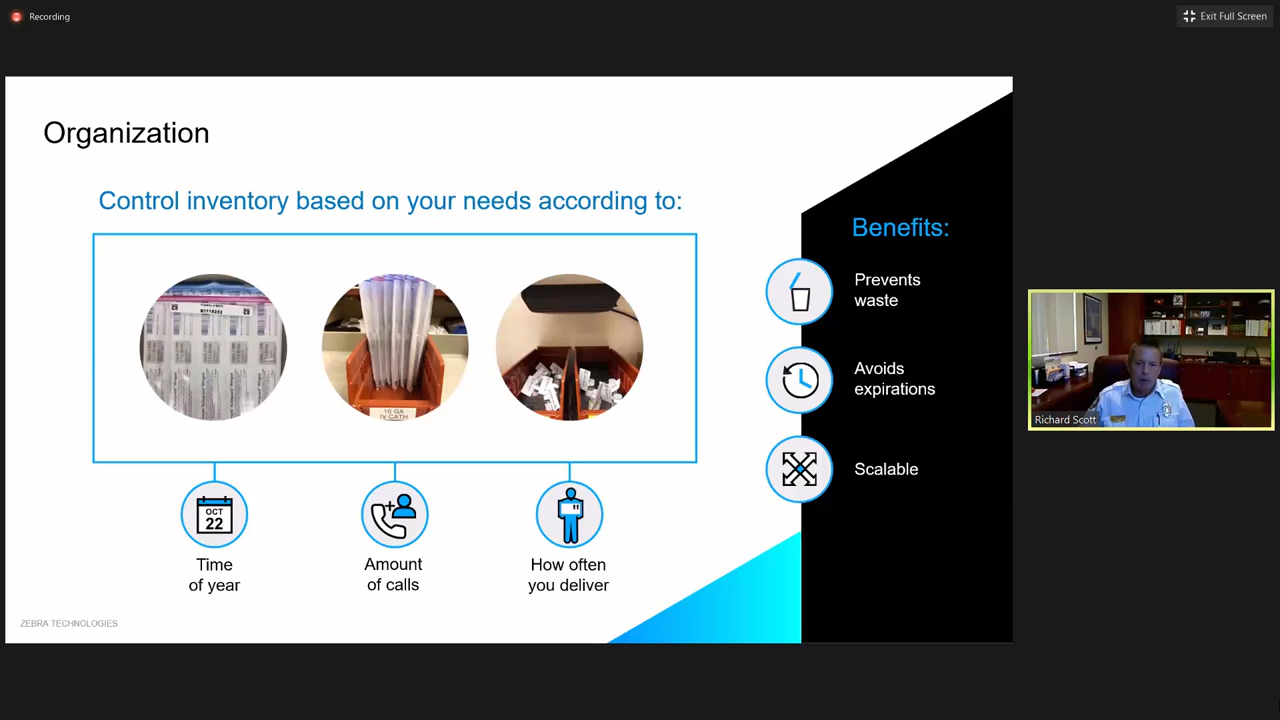 Recording
Exit Full Screen
Organization
Control inventory based on your needs according to:
16 GA
IV CATH
OCT
22
Time
of year
Amount
of calls
How often
you deliver
Benefits:
Prevents
waste
Avoids
expirations
Scalable
Richard Scott
ZEBRA TECHNOLOGIES